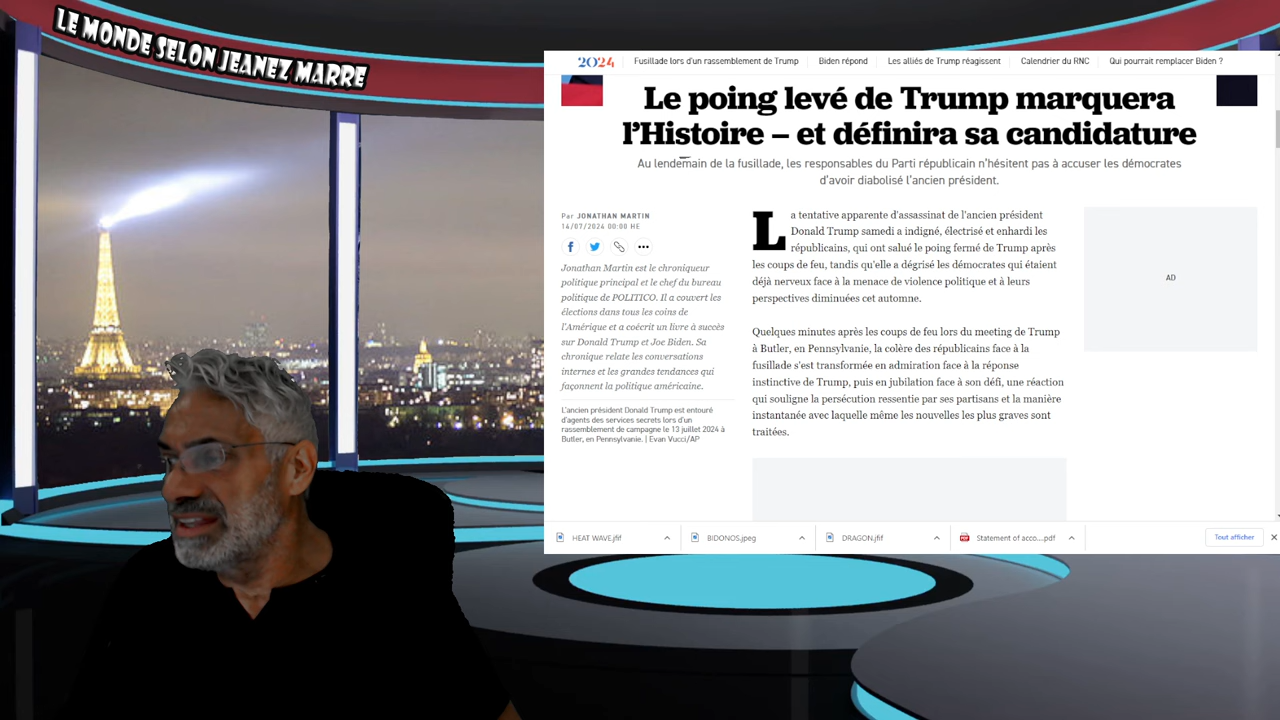 LE MONDE SELON JEANEZ MARRE
2024
Fusillade lors d'un rassemblement de Trump
Biden répond
Les alliés de Trump réagissent
Calendrier du RNC
Qui pourrait remplacer Biden ?
Le poing levé de Trump marquera
l'Histoire – et définira sa candidature
Au lendemain de la fusillade, les responsables du Parti républicain n'hésitent pas à accuser les démocrates
d'avoir diabolisé l'ancien président.
Par JONATHAN MARTIN
14/07/2024 00:00 HE
Jonathan Martin est le chroniqueur
politique principal et le chef du bureau
politique de POLITICO. Il a couvert les
élections dans tous les coins de
l'Amérique et a coécrit un livre à succès
sur Donald Trump et Joe Biden. Sa
chronique relate les conversations
internes et les grandes tendances qui
façonnent la politique américaine.
L'ancien président Donald Trump est entouré
d'agents des services secrets lors d'un
rassemblement de campagne le 13 juillet 2024 à
Butler, en Pennsylvanie. | Evan Vucci/AP
La tentative apparente d'assassinat de l'ancien président
Donald Trump samedi a indigné, électrisé et enhardi les
républicains, qui ont salué le poing fermé de Trump après
les coups de feu, tandis qu'elle a dégrisé les démocrates qui étaient
déjà nerveux face à la menace de violence politique et à leurs
perspectives diminuées cet automne.
Quelques minutes après les coups de feu lors du meeting de Trump
à Butler, en Pennsylvanie, la colère des républicains face à la
fusillade s'est transformée en admiration face à la réponse
instinctive de Trump, puis en jubilation face à son défi, une réaction
qui souligne la persécution ressentie par ses partisans et la manière
instantanée avec laquelle même les nouvelles les plus graves sont
traitées.
AD
HEAT WAVE.jfif
BIDONOS.jpeg
DRAGON.jfif
PDF
Statement of acco....pdf
Tout afficher